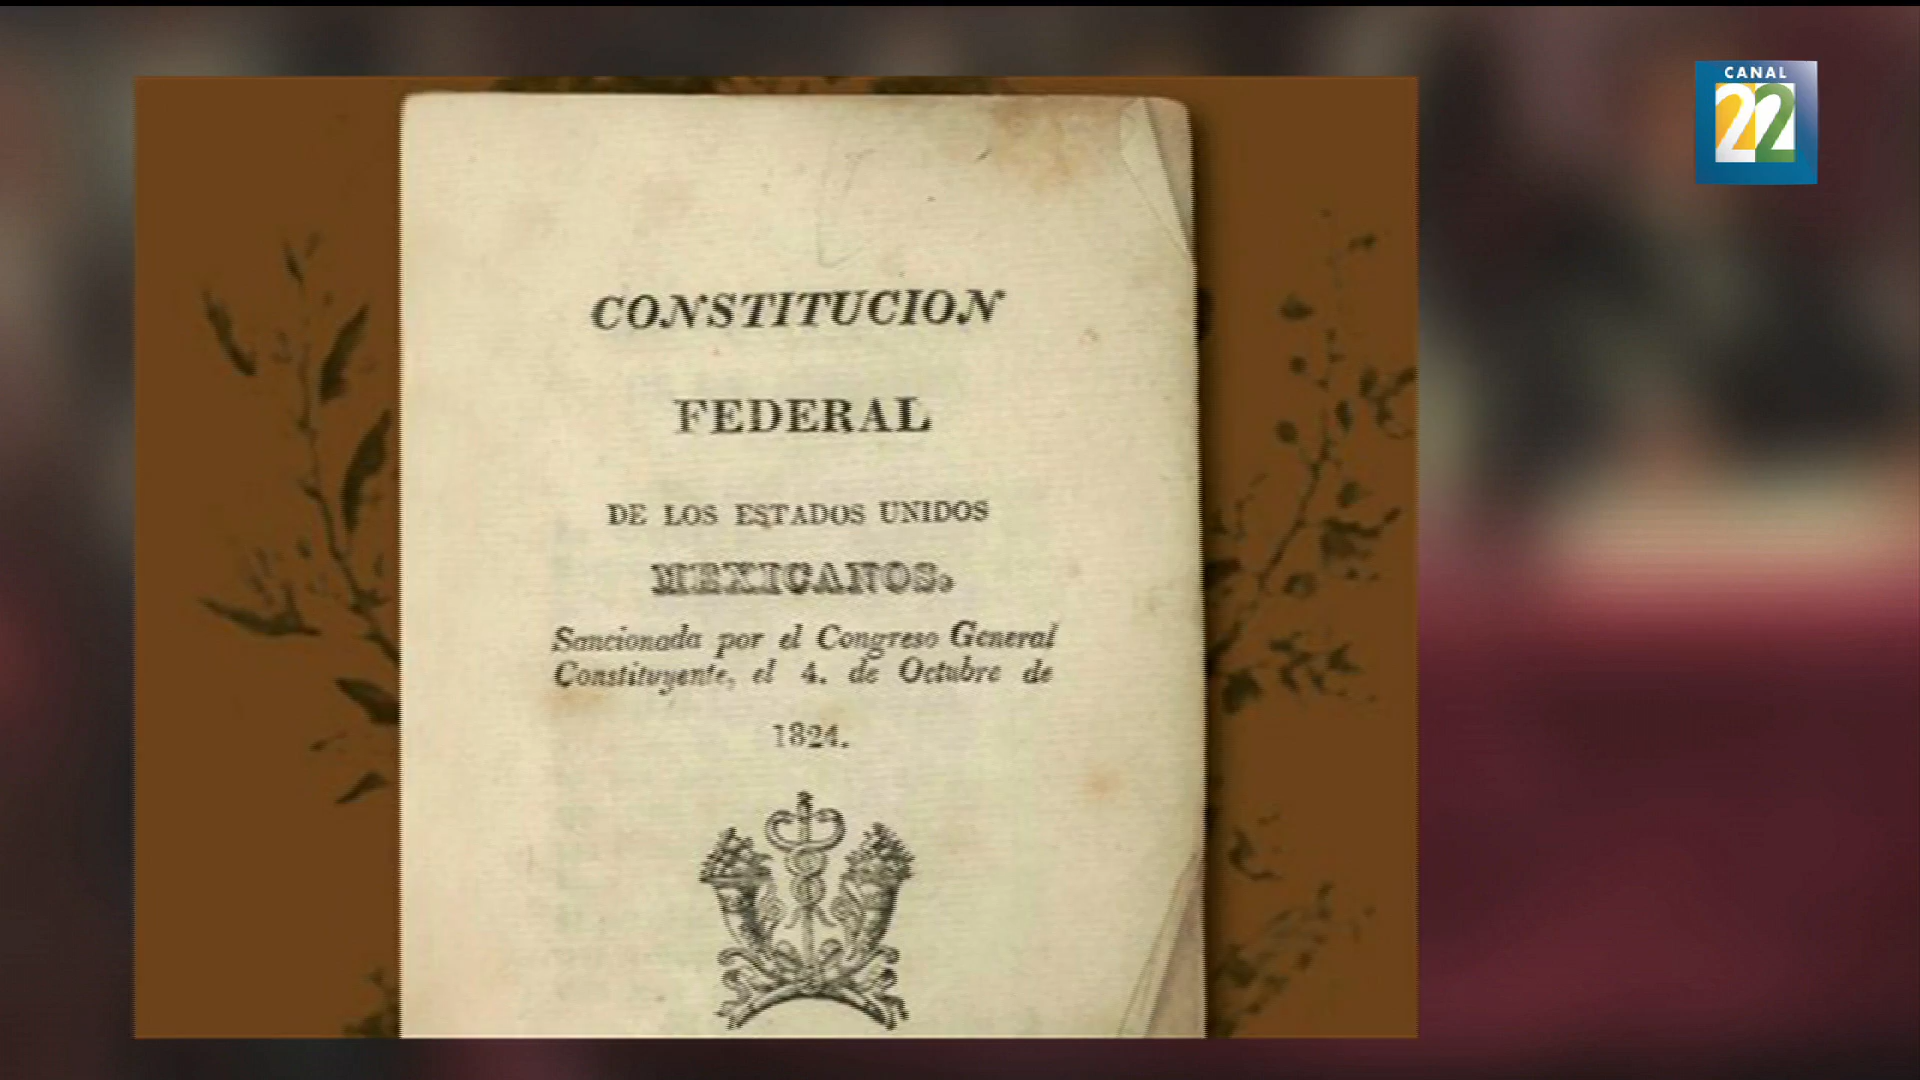 CANAL
22
CONSTITUCION
FEDERAL
DE LOS ESTADOS UNIDOS
MEXICANOS,
Sancionada por el Congreso General
Constituyente, el 4. de Octubre de
1824.